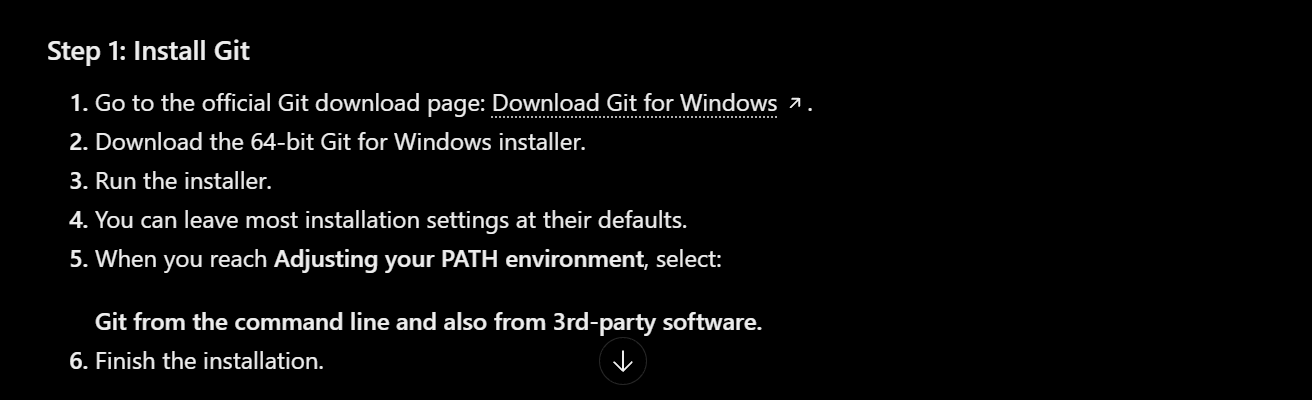 Step 1: Install Git
1. Go to the official Git download page: Download Git for Windows ↗ .
2. Download the 64-bit Git for Windows installer.
3. Run the installer.
4. You can leave most installation settings at their defaults.
5. When you reach Adjusting your PATH environment, select:
Git from the command line and also from 3rd-party software.
6. Finish the installation.